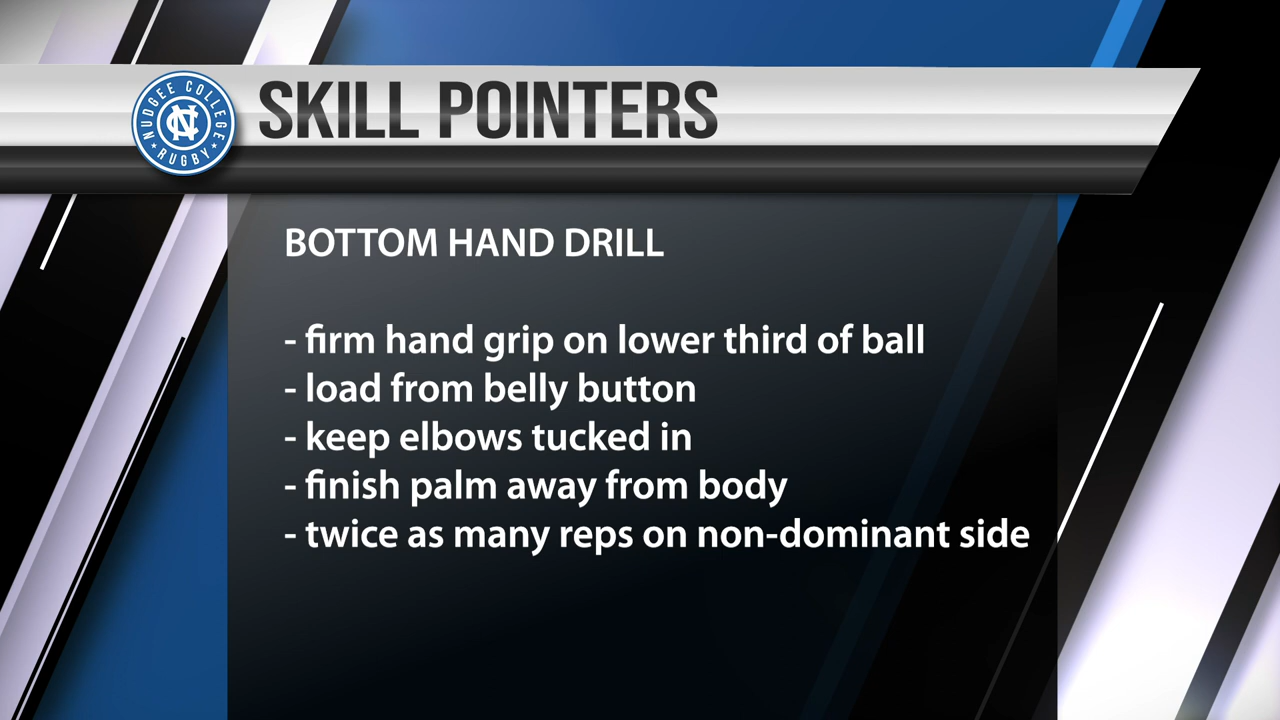 NUDGEE COLLEGE
NC
RUGBY
SKILL POINTERS
BOTTOM HAND DRILL
- firm hand grip on lower third of ball
- load from belly button
- keep elbows tucked in
- finish palm away from body
- twice as many reps on non-dominant side